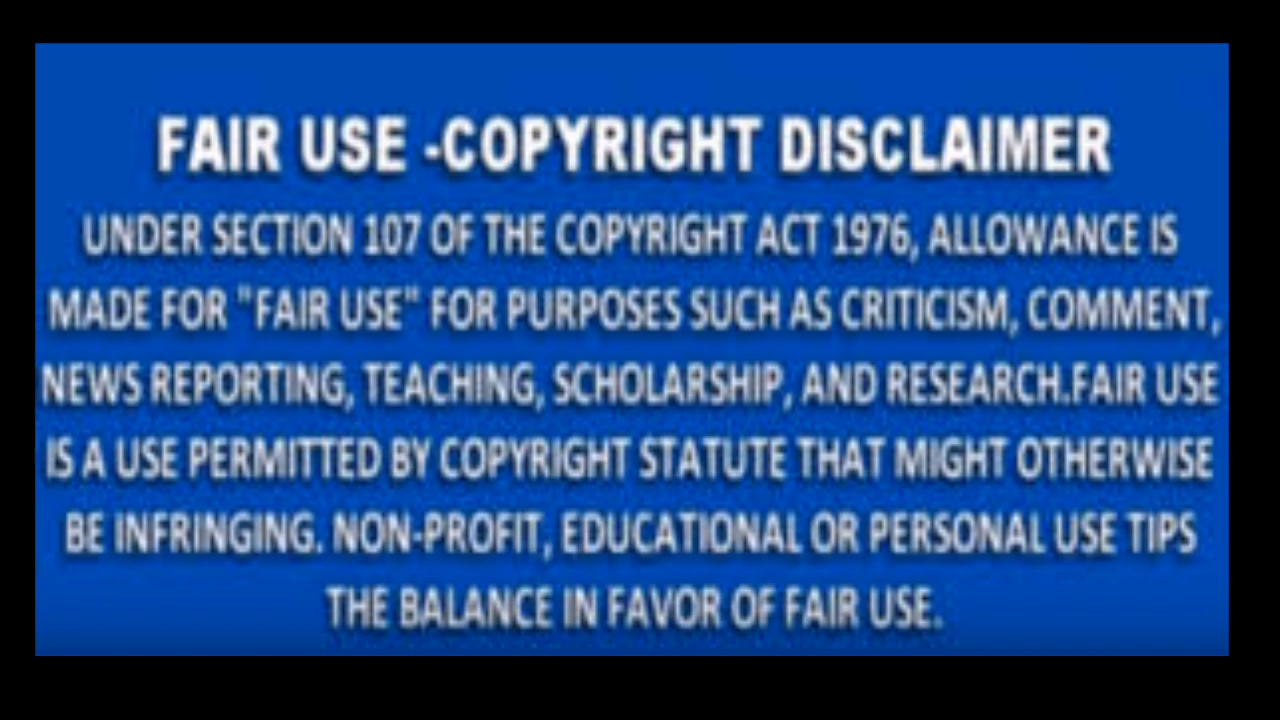 FAIR USE -COPYRIGHT DISCLAIMER
UNDER SECTION 107 OF THE COPYRIGHT ACT 1976, ALLOWANCE IS
MADE FOR "FAIR USE" FOR PURPOSES SUCH AS CRITICISM, COMMENT,
NEWS REPORTING, TEACHING, SCHOLARSHIP, AND RESEARCH.FAIR USE
IS A USE PERMITTED BY COPYRIGHT STATUTE THAT MIGHT OTHERWISE
BE INFRINGING. NON-PROFIT, EDUCATIONAL OR PERSONAL USE TIPS
THE BALANCE IN FAVOR OF FAIR USE.